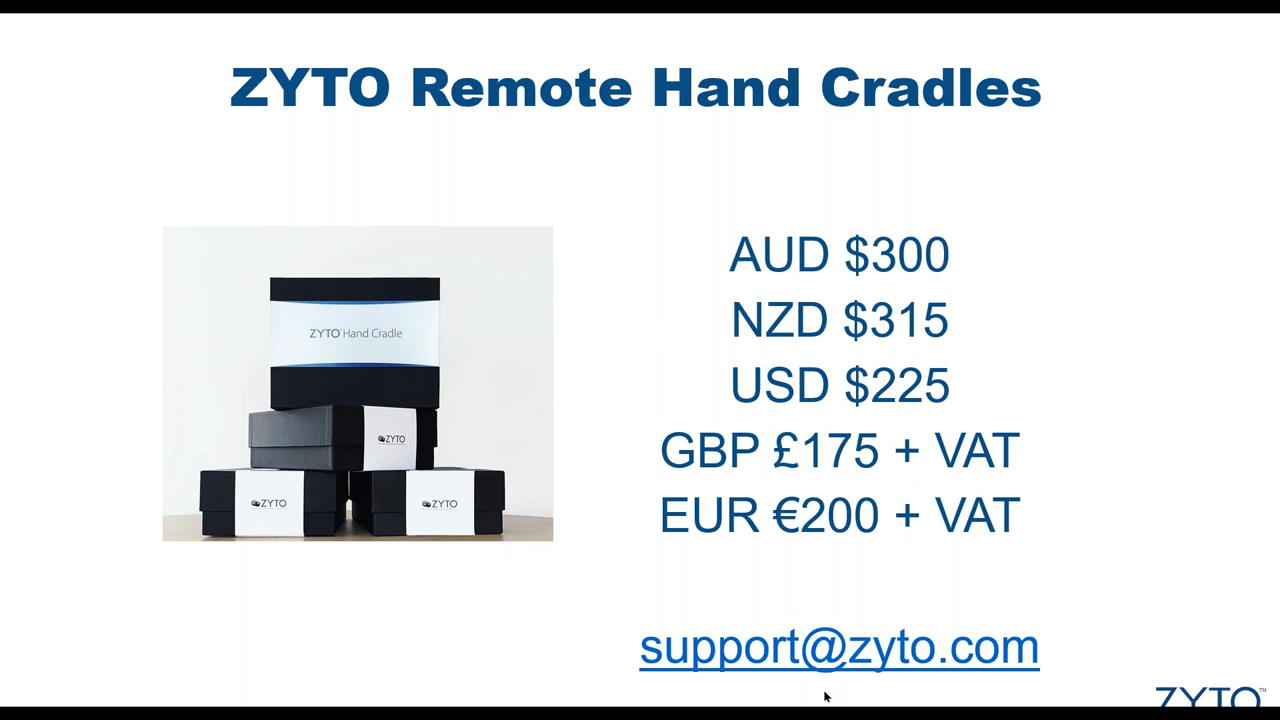 ZYTO Remote Hand Cradles
ZYTO Hand Cradle
ZYTO
ZYTO
ZYTO
AUD $300
NZD $315
USD $225
GBP £175 + VAT
EUR €200 + VAT
support@zyto.com
ZYTO™